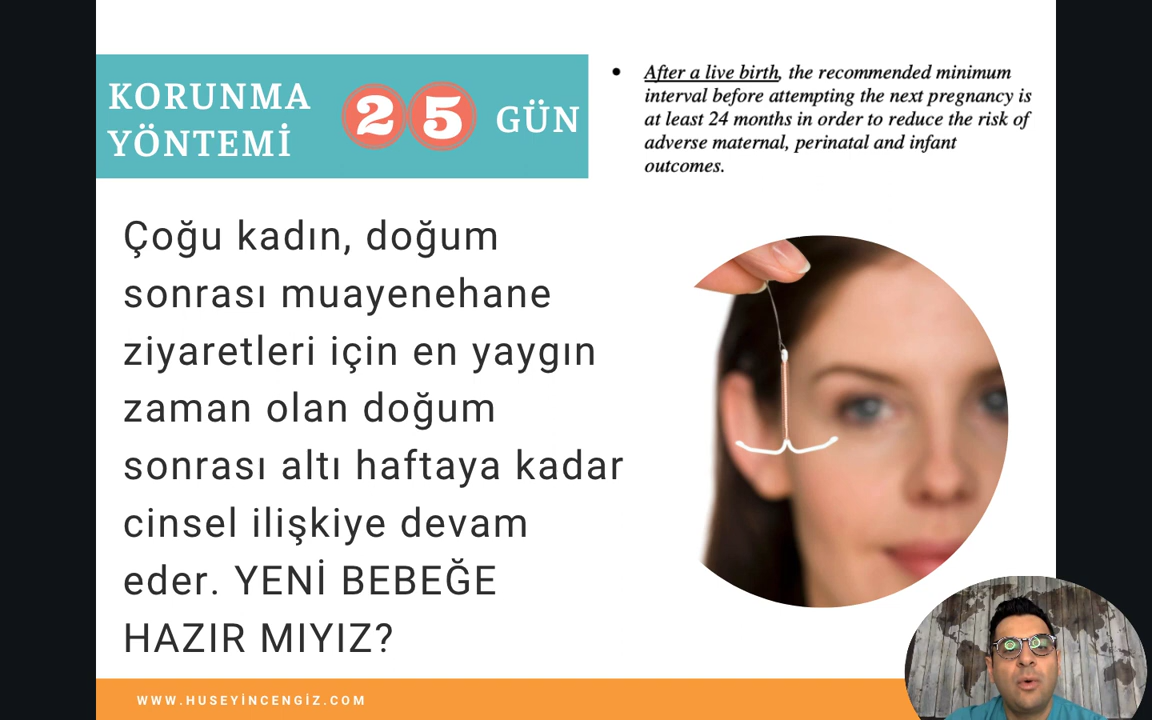 KORUNMA
YÖNTEMİ
25 GÜN
• After a live birth, the recommended minimum
interval before attempting the next pregnancy is
at least 24 months in order to reduce the risk of
adverse maternal, perinatal and infant
outcomes.
Çoğu kadın, doğum
sonrası muayenehane
ziyaretleri için en yaygın
zaman olan doğum
sonrası altı haftaya kadar
cinsel ilişkiye devam
eder. YENİ BEBEĞE
HAZIR MIYIZ?
WWW.HUSEYİNCENGİZ.COM